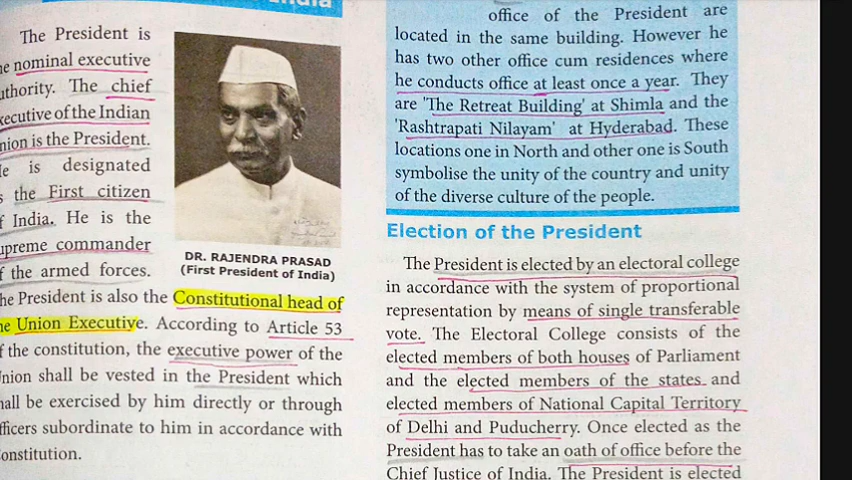 India
The President is
he nominal executive
uthority. The chief
xecutive of the Indian
nion is the President.
He is designated
s the First citizen
f India. He is the
upreme commander
f the armed forces.
DR. RAJENDRA PRASAD
(First President of India)
he President is also the Constitutional head of
he Union Executive. According to Article 53
f the constitution, the executive power of the
nion shall be vested in the President which
hall be exercised by him directly or through
fficers subordinate to him in accordance with
onstitution.
office of the President are
located in the same building. However he
has two other office cum residences where
he conducts office at least once a year. They
are 'The Retreat Building' at Shimla and the
'Rashtrapati Nilayam' at Hyderabad. These
locations one in North and other one is South
symbolise the unity of the country and unity
of the diverse culture of the people.
Election of the President
The President is elected by an electoral college
in accordance with the system of proportional
representation by means of single transferable
vote. The Electoral College consists of the
elected members of both houses of Parliament
and the elected members of the states and
elected members of National Capital Territory
of Delhi and Puducherry. Once elected as the
President has to take an oath of office before the
Chief Justice of India. The President is elected